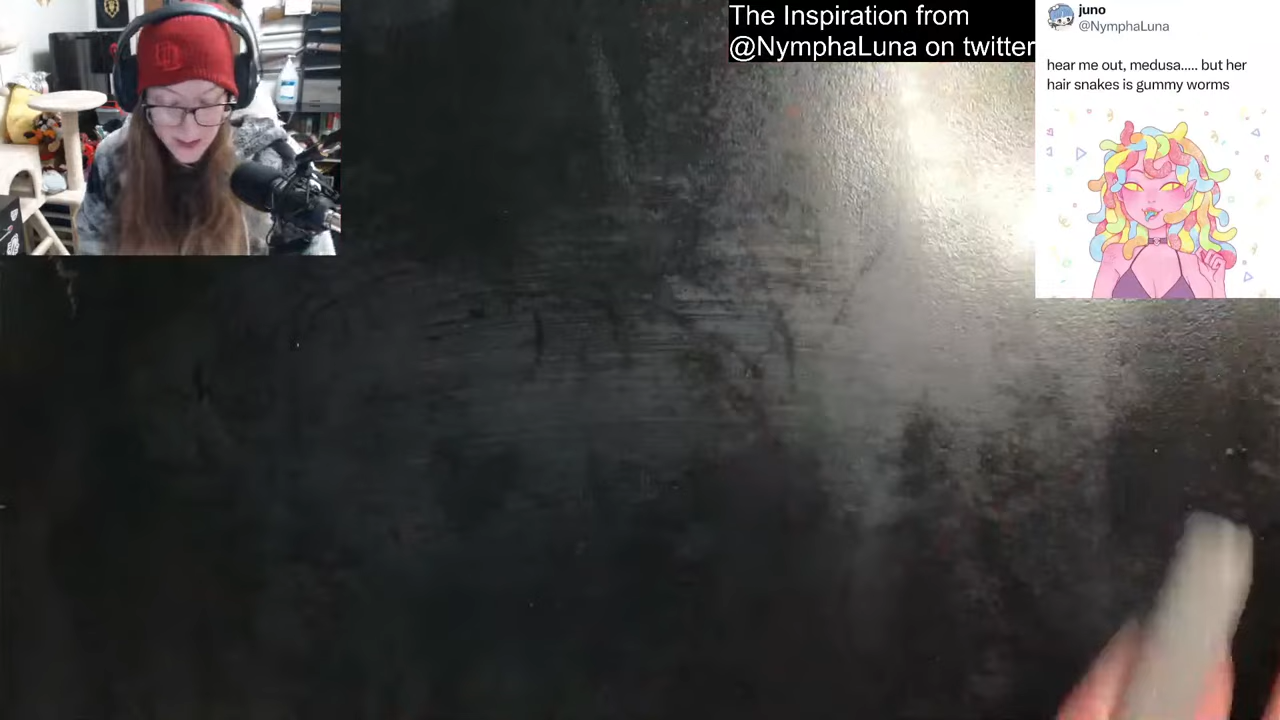 The Inspiration from
@NymphaLuna on twitter
juno
@NymphaLuna
hear me out, medusa..... but her
hair snakes is gummy worms